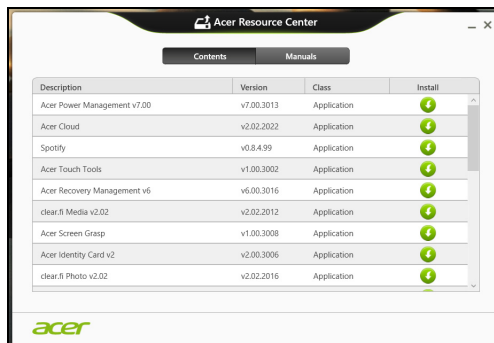 Acer Resource Center
Contents Manuals
Description Version Class Install
Acer Power Management v7.00 v7.00.3013 Application
Acer Cloud v2.02.2022 Application
Spotify v0.8.4.99 Application
Acer Touch Tools v1.00.3002 Application
Acer Recovery Management v6 v6.00.3016 Application
clear.fi Media v2.02 v2.02.2012 Application
Acer Screen Grasp v1.00.3008 Application
Acer Identity Card v2 v2.00.3006 Application
clear.fi Photo v2.02 v2.02.2016 Application
acer